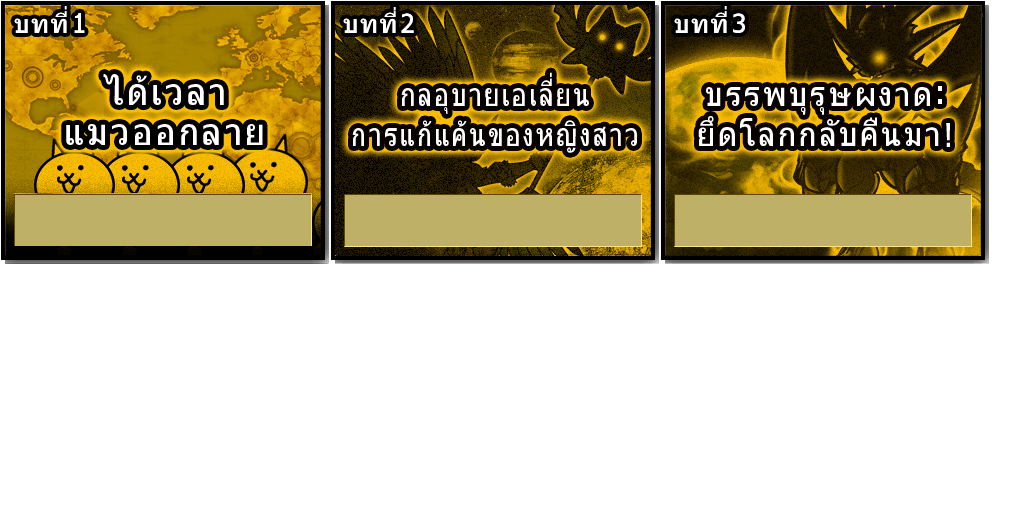 บทที่1
ได้เวลา
แมวออกลาย
บทที่2
กลอุบายเอเลี่ยน
การแก้แค้นของหญิงสาว
บทที่3
บรรพบุรุษผงาด:
ยึดโลกกลับคืนมา!